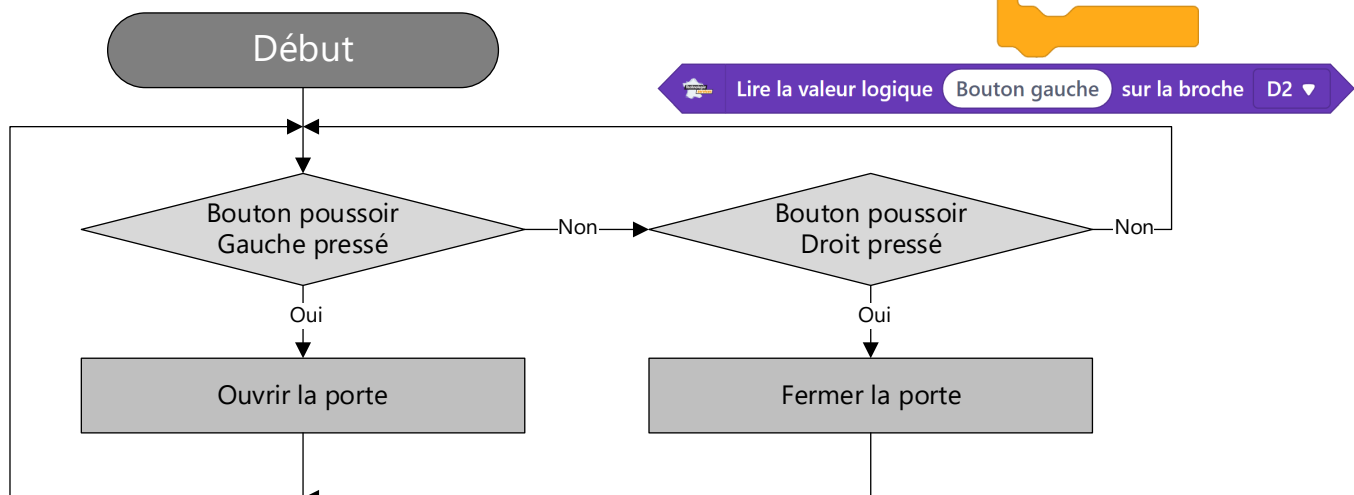 Début
Lire la valeur logique Bouton gauche sur la broche D2
Bouton poussoir
Gauche pressé
Non
Bouton poussoir
Droit pressé
Non
Oui
Oui
Ouvrir la porte
Fermer la porte